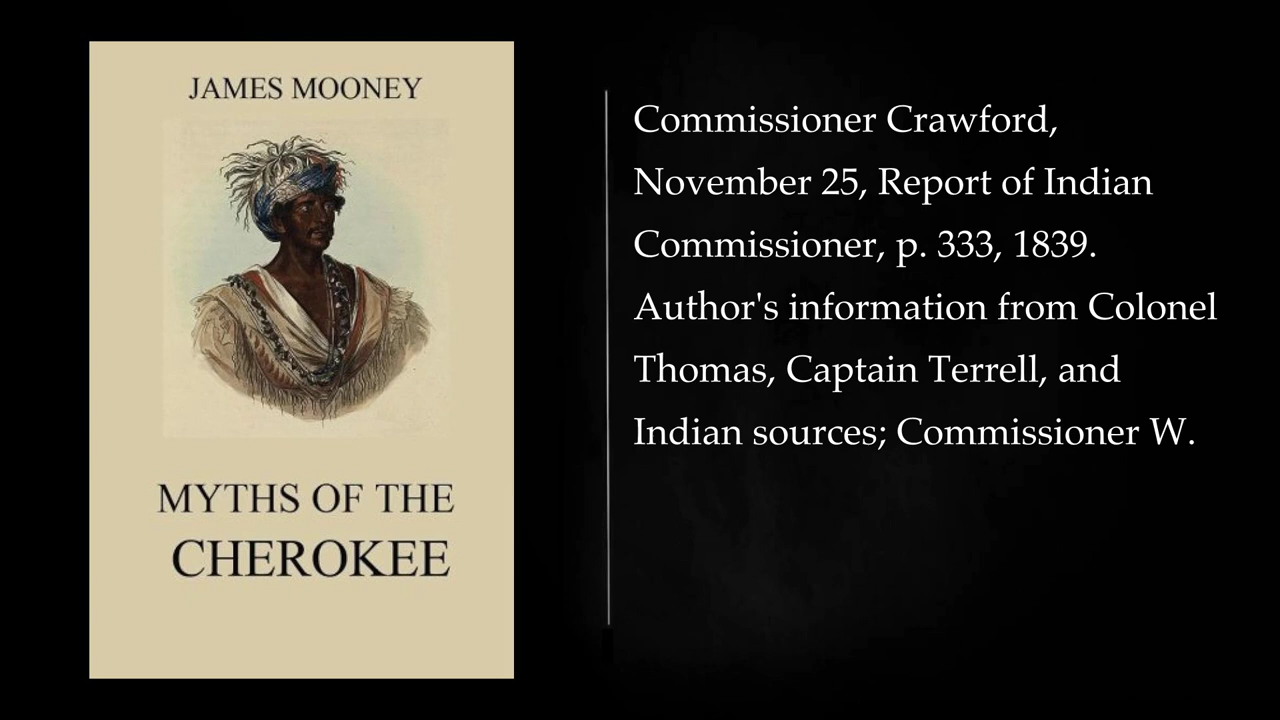 JAMES MOONEY
MYTHS OF THE
CHEROKEE
Commissioner Crawford,
November 25, Report of Indian
Commissioner, p. 333, 1839.
Author's information from Colonel
Thomas, Captain Terrell, and
Indian sources; Commissioner W.